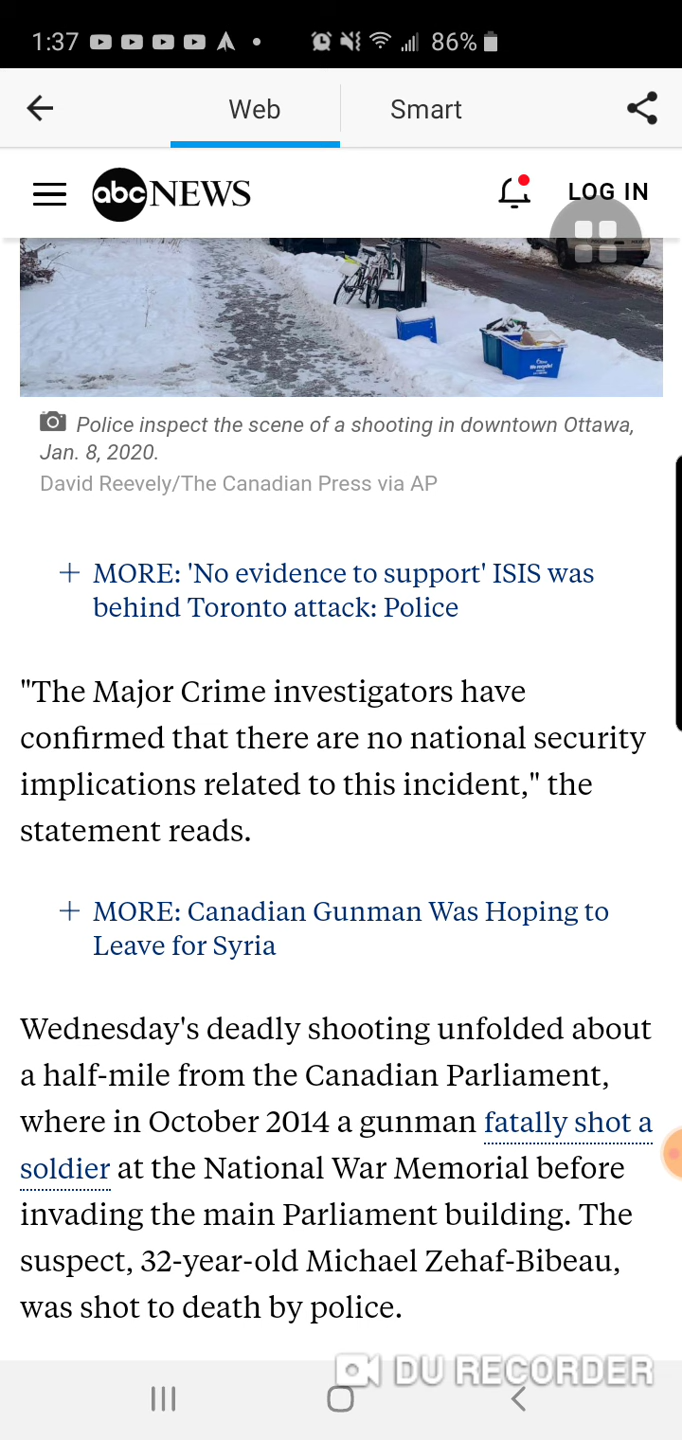 1:37 86%
Web Smart
abc NEWS LOG IN
Police inspect the scene of a shooting in downtown Ottawa,
Jan. 8, 2020.
David Reevely/The Canadian Press via AP
+ MORE: 'No evidence to support' ISIS was
behind Toronto attack: Police
"The Major Crime investigators have
confirmed that there are no national security
implications related to this incident," the
statement reads.
+ MORE: Canadian Gunman Was Hoping to
Leave for Syria
Wednesday's deadly shooting unfolded about
a half-mile from the Canadian Parliament,
where in October 2014 a gunman fatally shot a
soldier at the National War Memorial before
invading the main Parliament building. The
suspect, 32-year-old Michael Zehaf-Bibeau,
was shot to death by police.
DU RECORDER